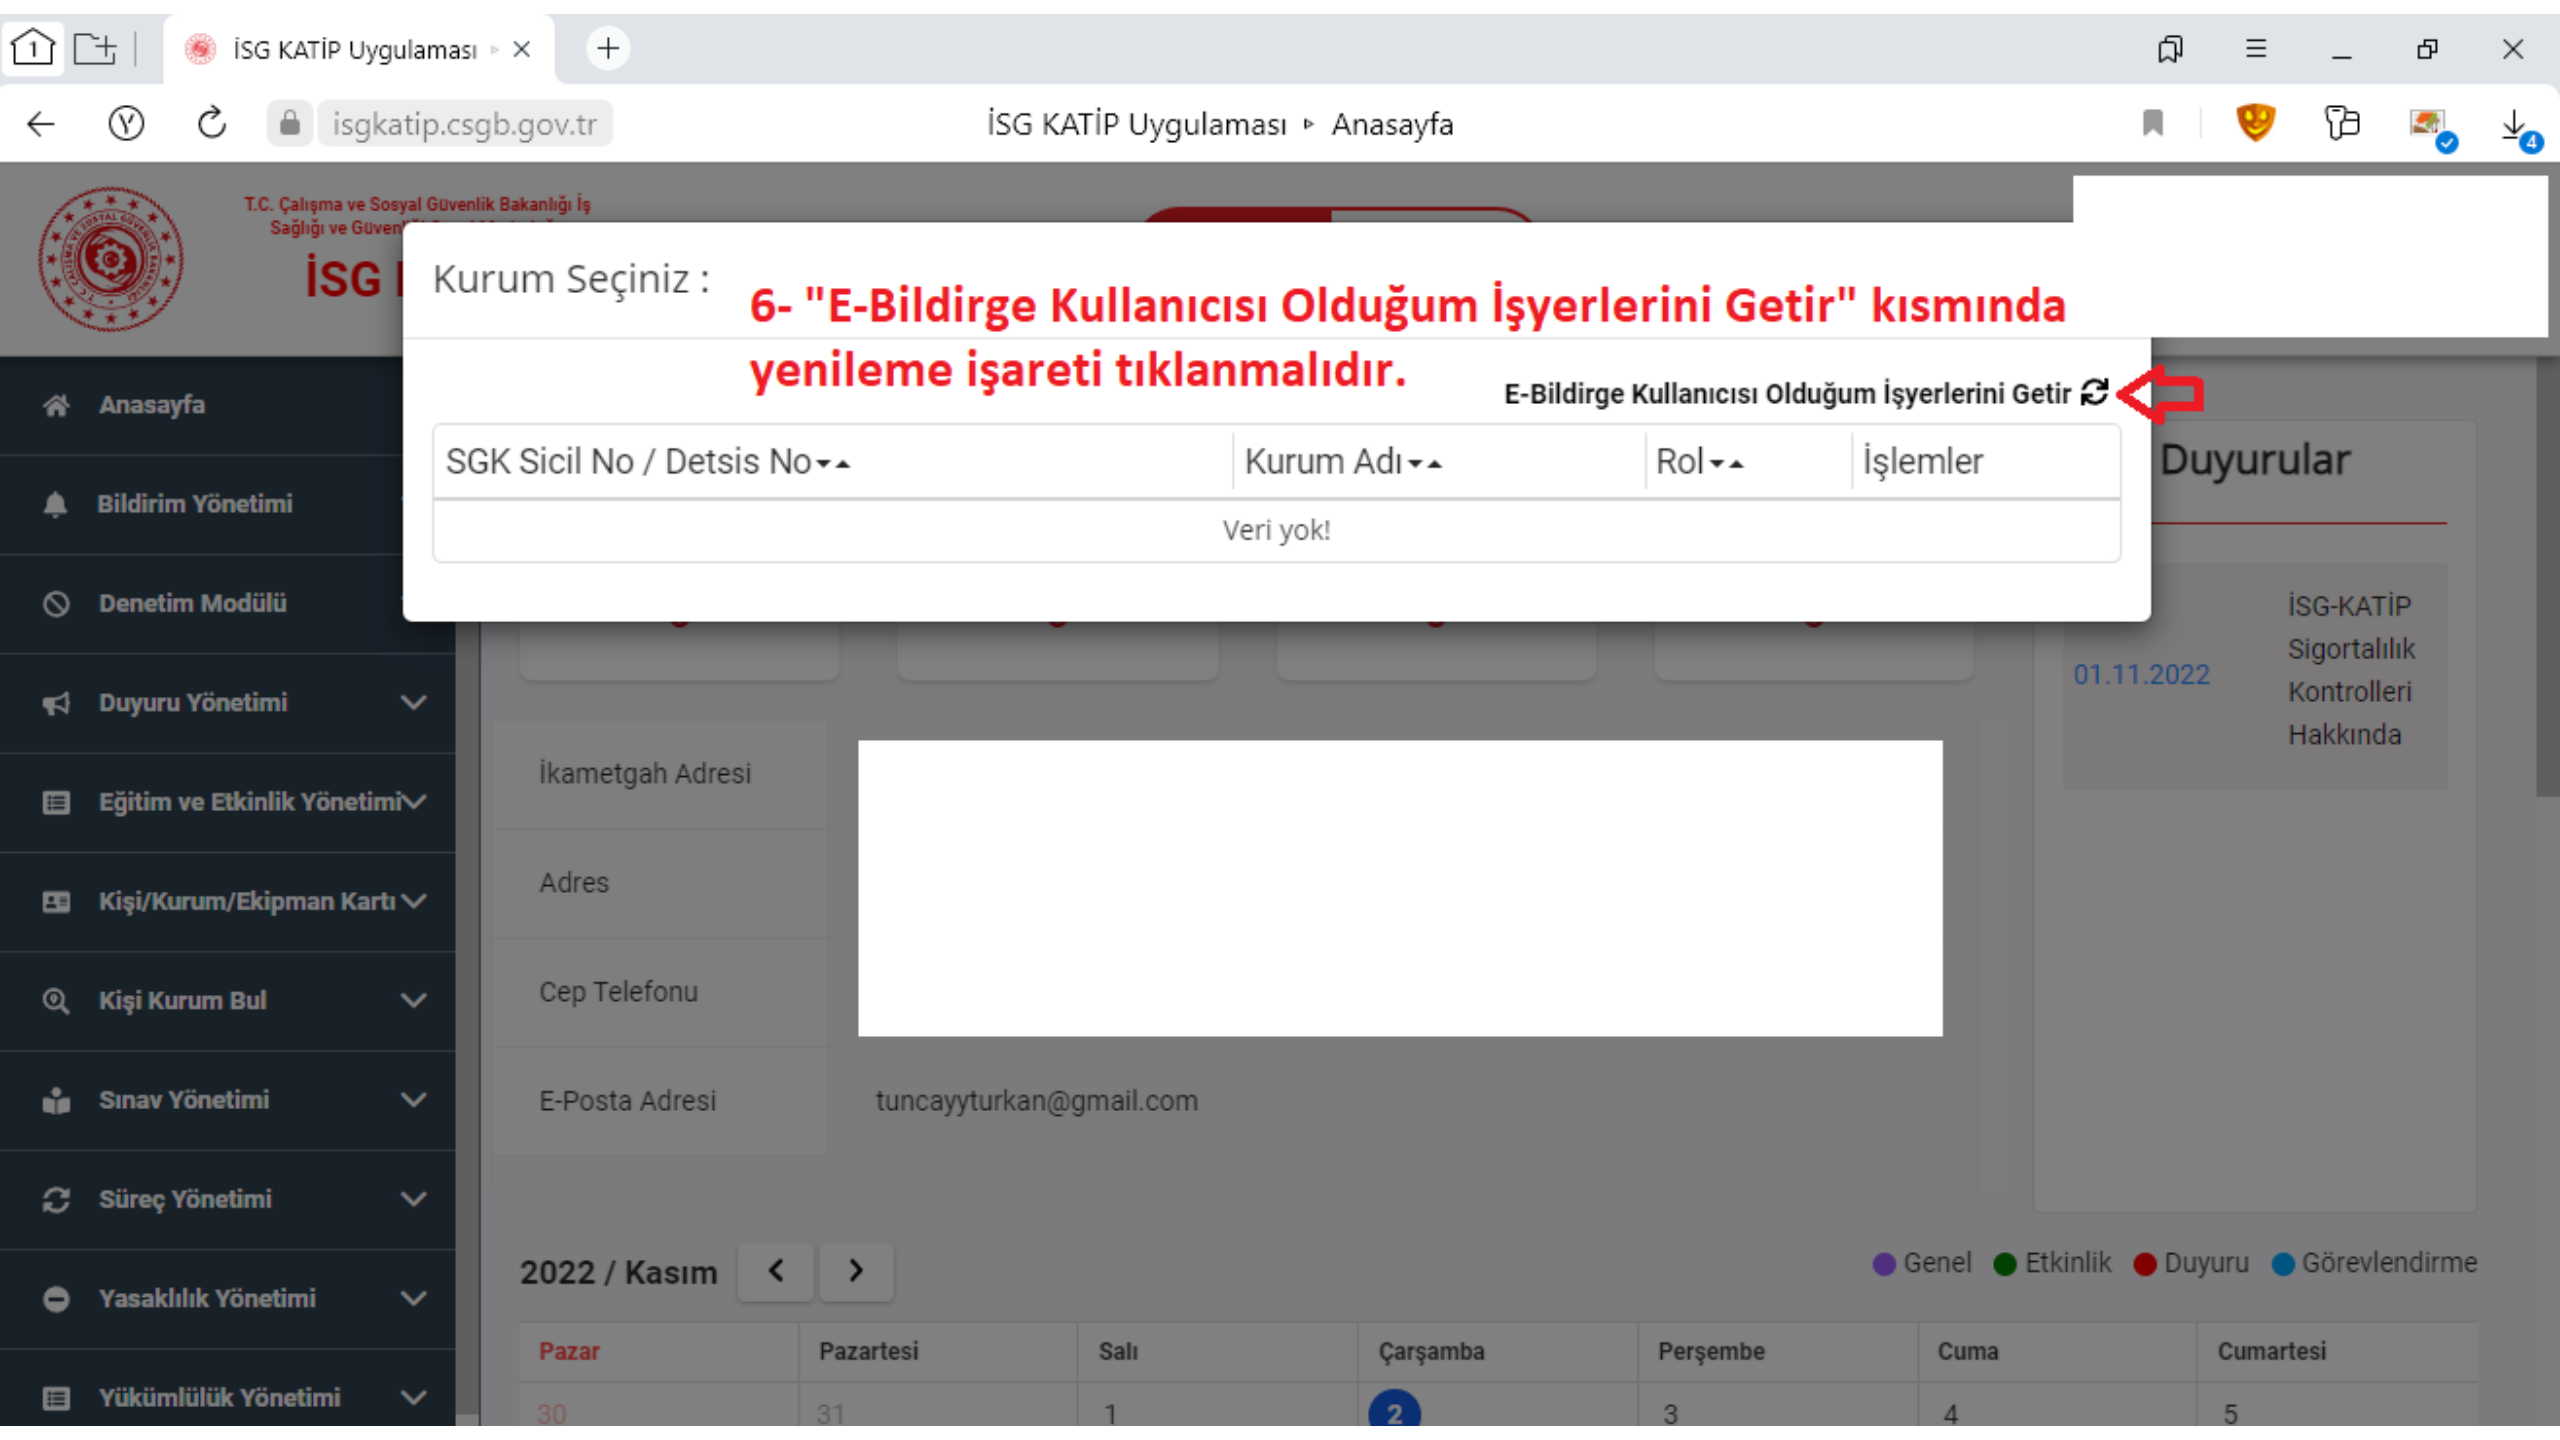 1
İSG KATİP Uygulaması
isgkatip.csgb.gov.tr
İSG KATİP Uygulaması ▹ Anasayfa
4
T.C. Çalışma ve Sosyal Güvenlik Bakanlığı İş
Sağlığı ve
İSG
Kurum Seçiniz :
6- "E-Bildirge Kullanıcısı Olduğum İşyerlerini Getir" kısmında
yenileme işareti tıklanmalıdır.
E-Bildirge Kullanıcısı Olduğum İşyerlerini Getir
SGK Sicil No / Detsis No Kurum Adı Rol İşlemler
Veri yok!
Anasayfa
Bildirim Yönetimi
Denetim Modülü
Duyuru Yönetimi
Eğitim ve Etkinlik Yönetimi
Kişi/Kurum/Ekipman Kartı
Kişi Kurum Bul
Sınav Yönetimi
Süreç Yönetimi
Yasaklılık Yönetimi
Yükümlülük Yönetimi
Duyurular
01.11.2022
İSG-KATİP
Sigortalılık
Kontrolleri
Hakkında
İkametgah Adresi
Adres
Cep Telefonu
E-Posta Adresi tuncayyturkan@gmail.com
2022 / Kasım
Genel Etkinlik Duyuru Görevlendirme
Pazar Pazartesi Salı Çarşamba Perşembe Cuma Cumartesi
30 31 1 2 3 4 5